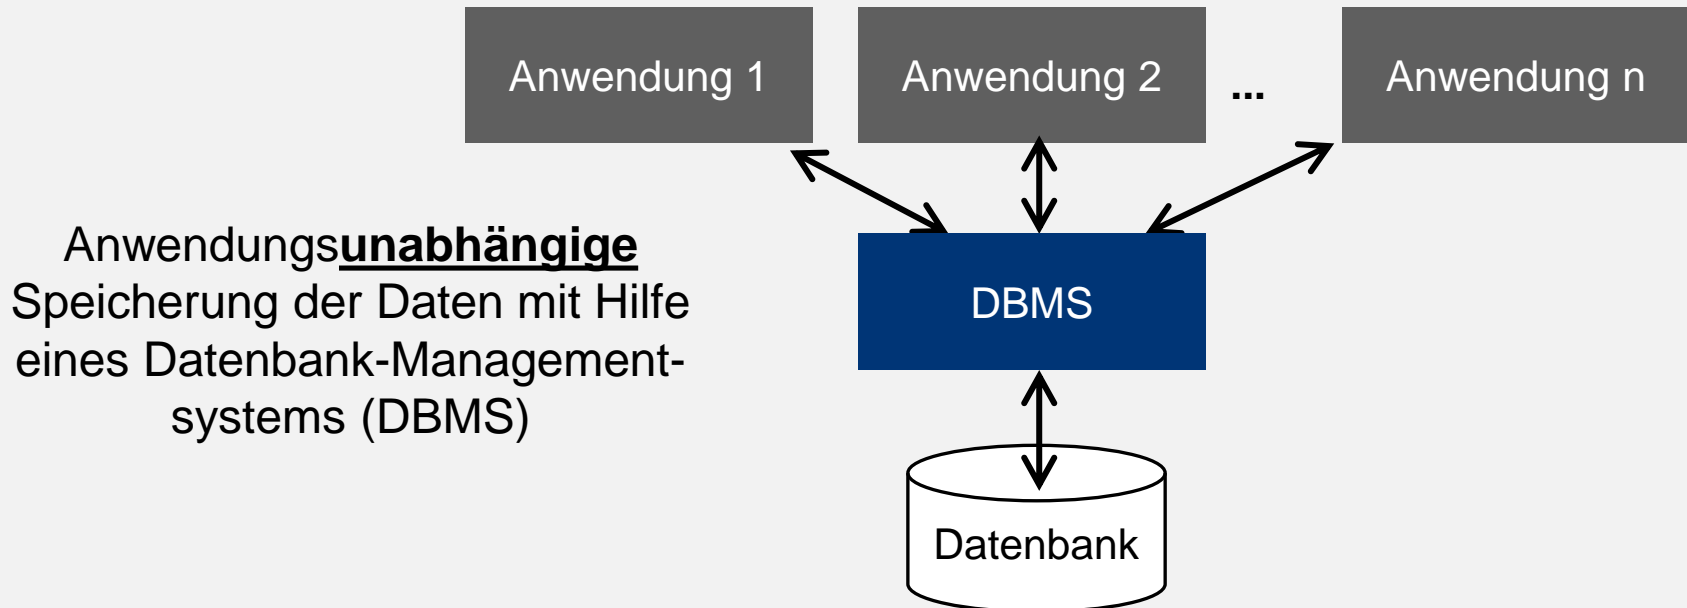 Anwendung 1
Anwendung 2
...
Anwendung n
Anwendungsunabhängige
Speicherung der Daten mit Hilfe
eines Datenbank-Management-
systems (DBMS)
DBMS
Datenbank